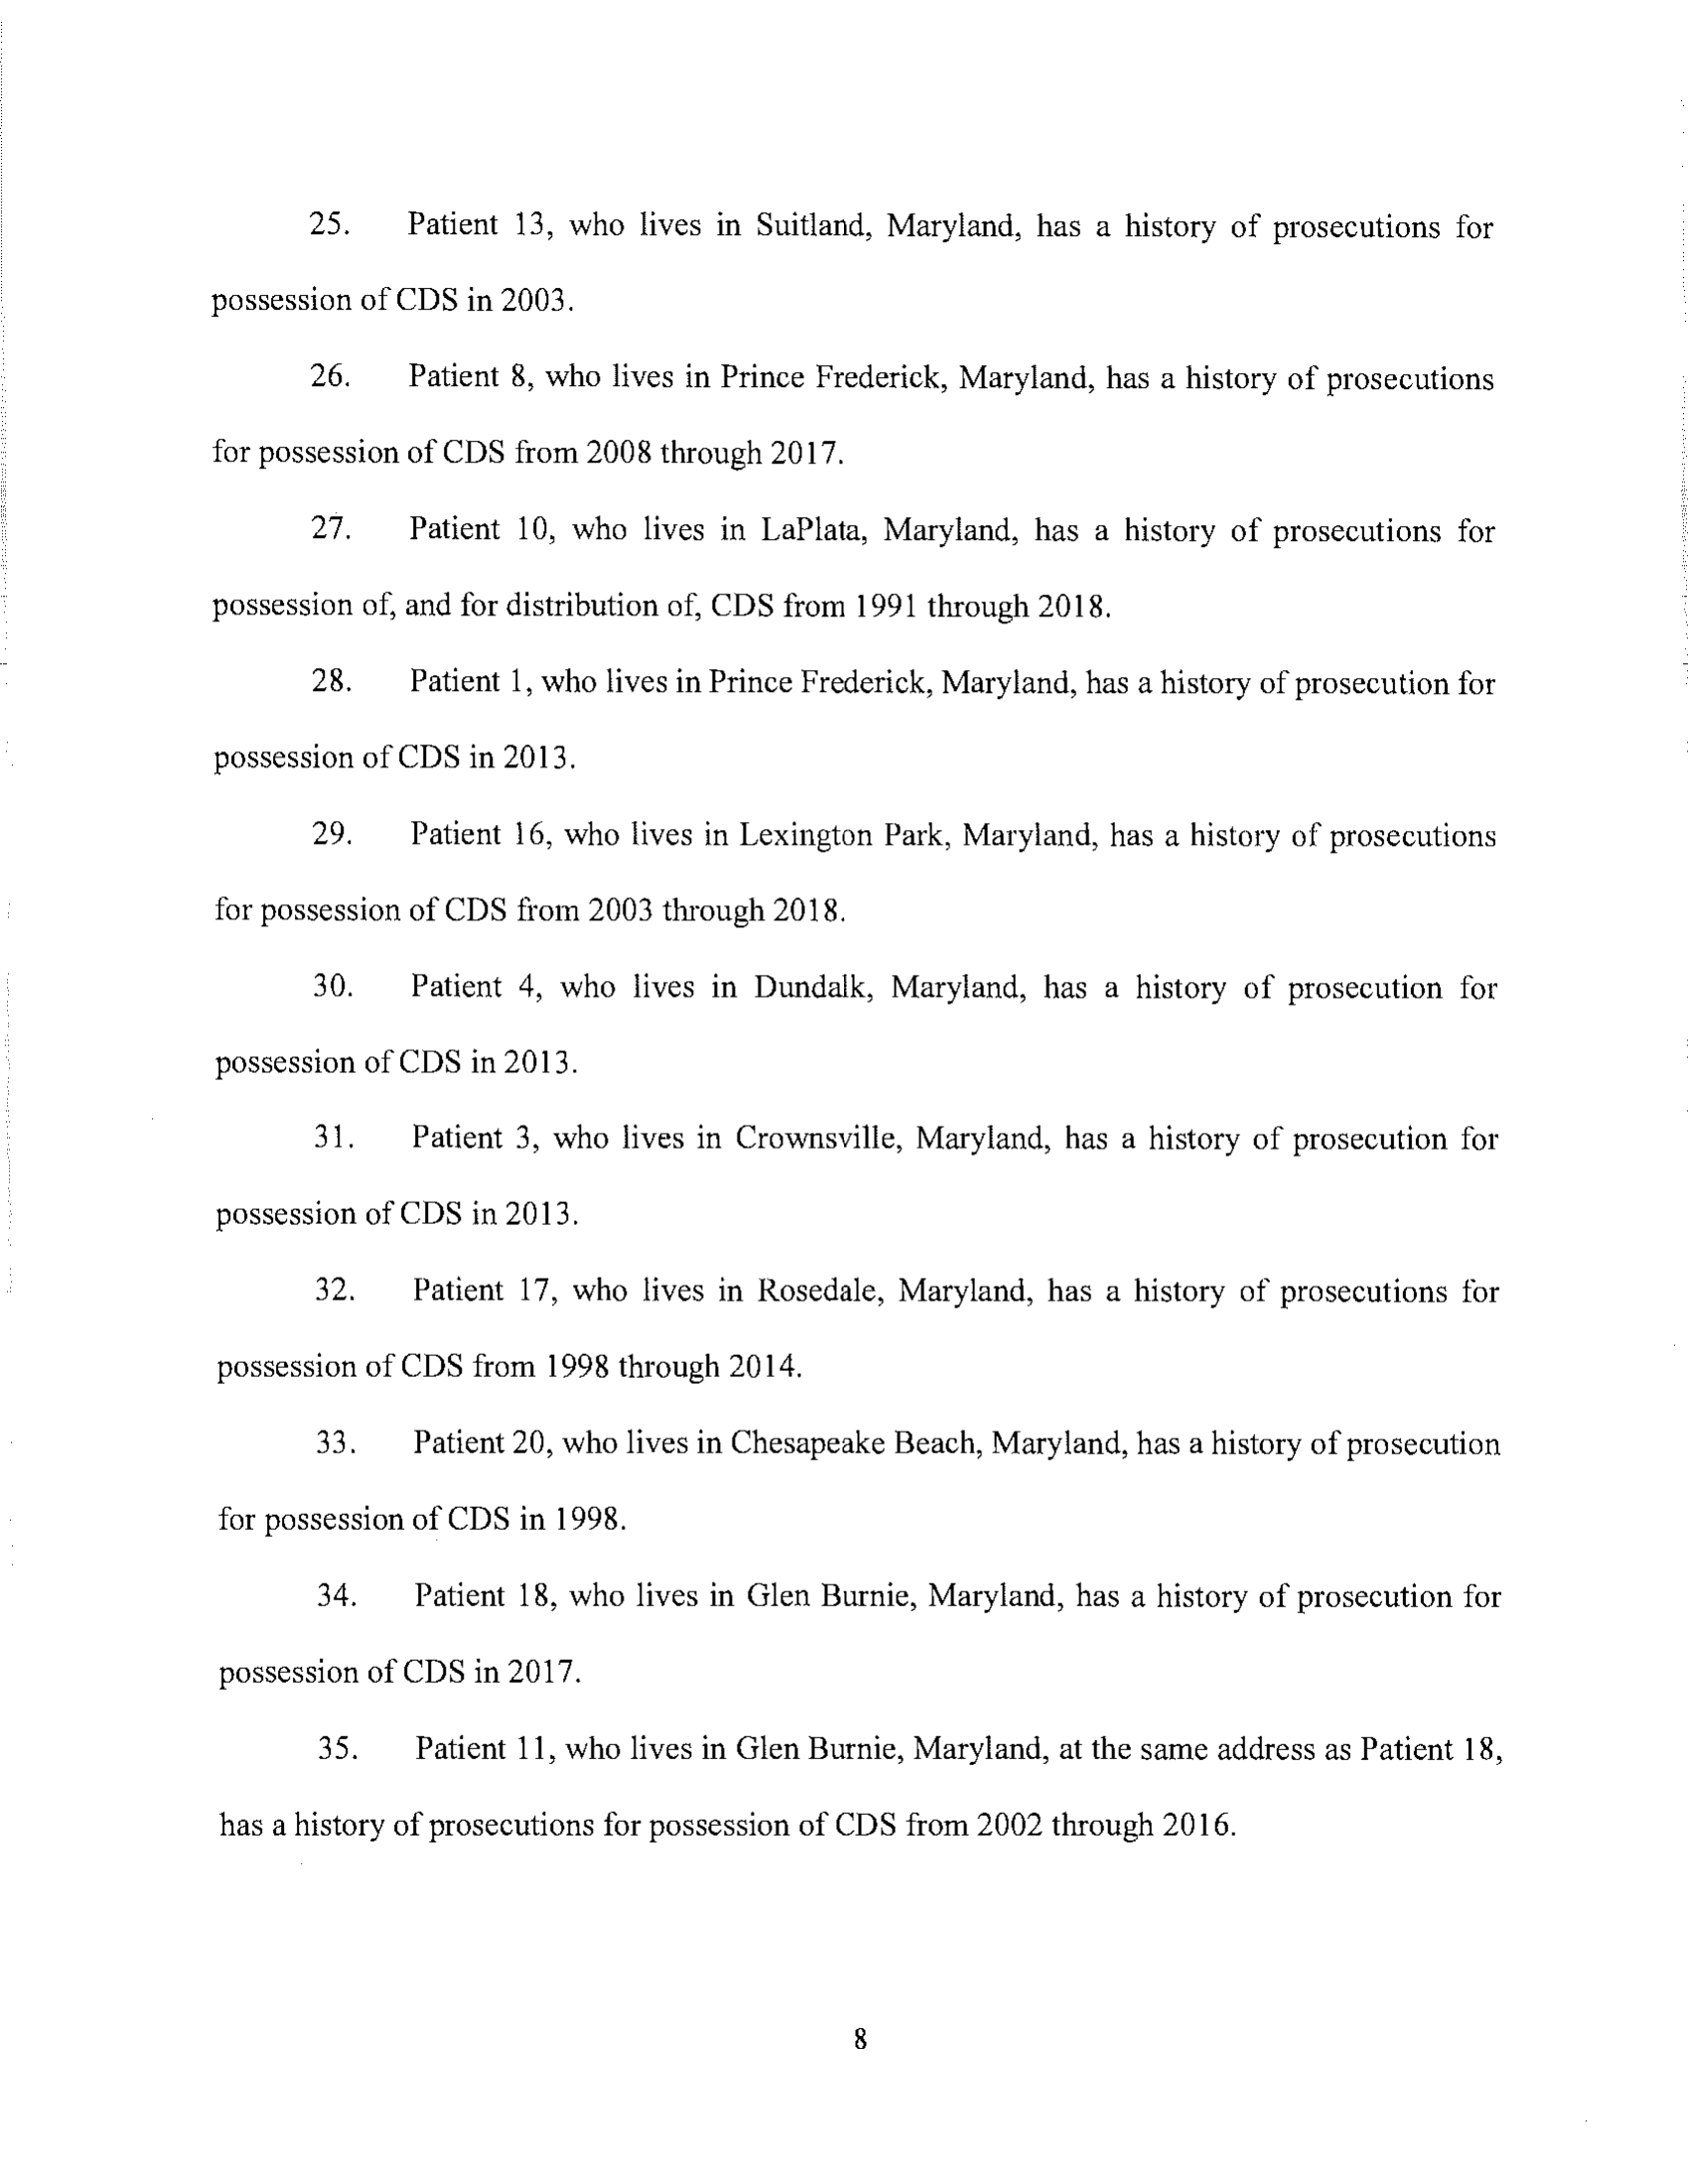 25. Patient 13, who lives in Suitland, Maryland, has a history of prosecutions for
possession of CDS in 2003.
26. Patient 8, who lives in Prince Frederick, Maryland, has a history of prosecutions
for possession of CDS from 2008 through 2017.
27. Patient 10, who lives in LaPlata, Maryland, has a history of prosecutions for
possession of, and for distribution of, CDS from 1991 through 2018.
28. Patient 1, who lives in Prince Frederick, Maryland, has a history of prosecution for
possession of CDS in 2013.
29. Patient 16, who lives in Lexington Park, Maryland, has a history of prosecutions
for possession of CDS from 2003 through 2018.
30. Patient 4, who lives in Dundalk, Maryland, has a history of prosecution for
possession of CDS in 2013.
31. Patient 3, who lives in Crownsville, Maryland, has a history of prosecution for
possession of CDS in 2013.
32. Patient 17, who lives in Rosedale, Maryland, has a history of prosecutions for
possession of CDS from 1998 through 2014.
33. Patient 20, who lives in Chesapeake Beach, Maryland, has a history of prosecution
for possession of CDS in 1998.
34. Patient 18, who lives in Glen Burnie, Maryland, has a history of prosecution for
possession of CDS in 2017.
35. Patient 11, who lives in Glen Burnie, Maryland, at the same address as Patient 18,
has a history of prosecutions for possession of CDS from 2002 through 2016.
8